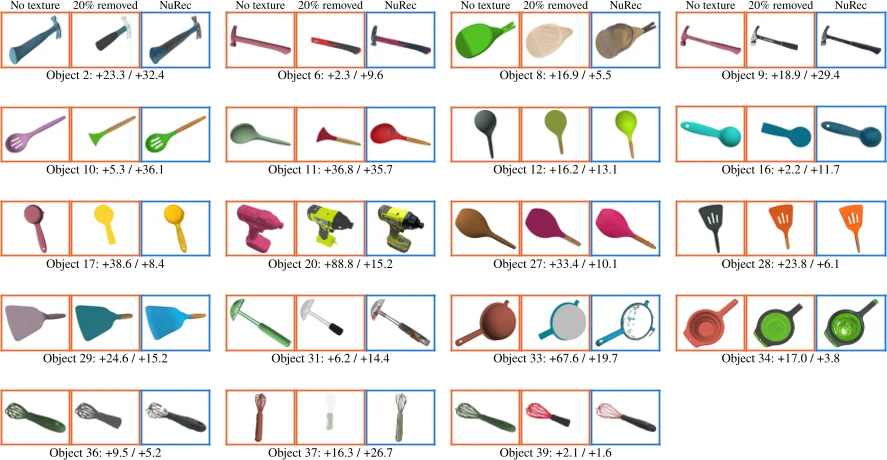 No texture 20% removed NuRec No texture 20% removed NuRec No texture 20% removed NuRec No texture 20% removed NuRec
Object 2: +23.3 / +32.4 Object 6: +2.3 / +9.6 Object 8: +16.9 / +5.5 Object 9: +18.9 / +29.4
Object 10: +5.3 / +36.1 Object 11: +36.8 / +35.7 Object 12: +16.2 / +13.1 Object 16: +2.2 / +11.7
Object 17: +38.6 / +8.4 Object 20: +88.8 / +15.2 Object 27: +33.4 / +10.1 Object 28: +23.8 / +6.1
Object 29: +24.6 / +15.2 Object 31: +6.2 / +14.4 Object 33: +67.6 / +19.7 Object 34: +17.0 / +3.8
Object 36: +9.5 / +5.2 Object 37: +16.3 / +26.7 Object 39: +2.1 / +1.6